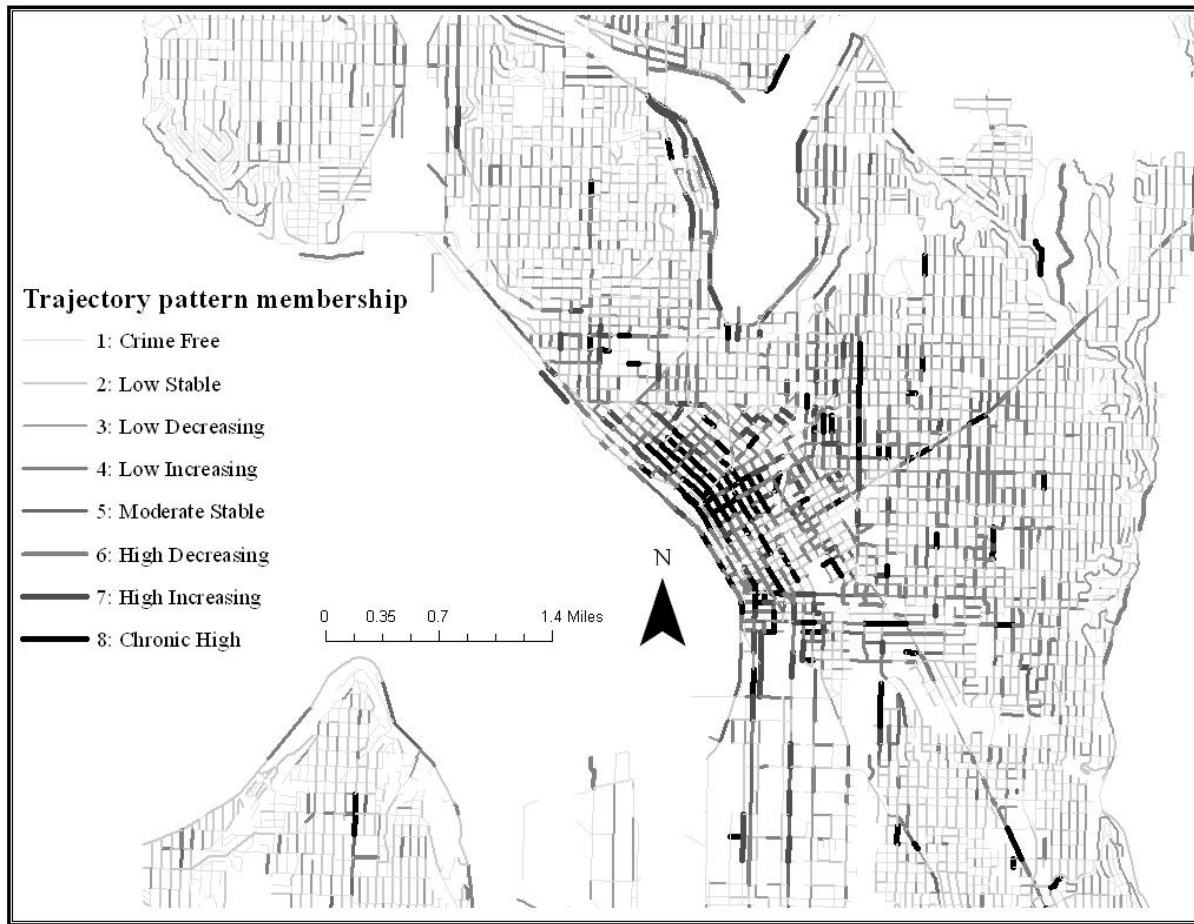 Trajectory pattern membership
1: Crime Free
2: Low Stable
3: Low Decreasing
4: Low Increasing
5: Moderate Stable
6: High Decreasing
7: High Increasing
8: Chronic High
N
0 0.35 0.7 1.4 Miles